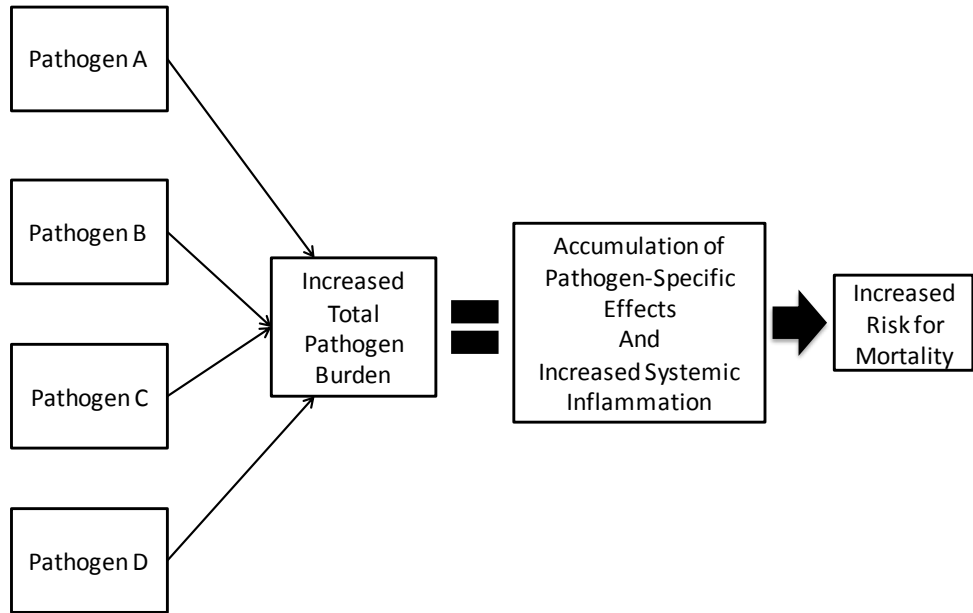 Pathogen A
Pathogen B
Pathogen C
Pathogen D
Increased
Total
Pathogen
Burden
Accumulation of
Pathogen-Specific
Effects
And
Increased Systemic
Inflammation
Increased
Risk for
Mortality